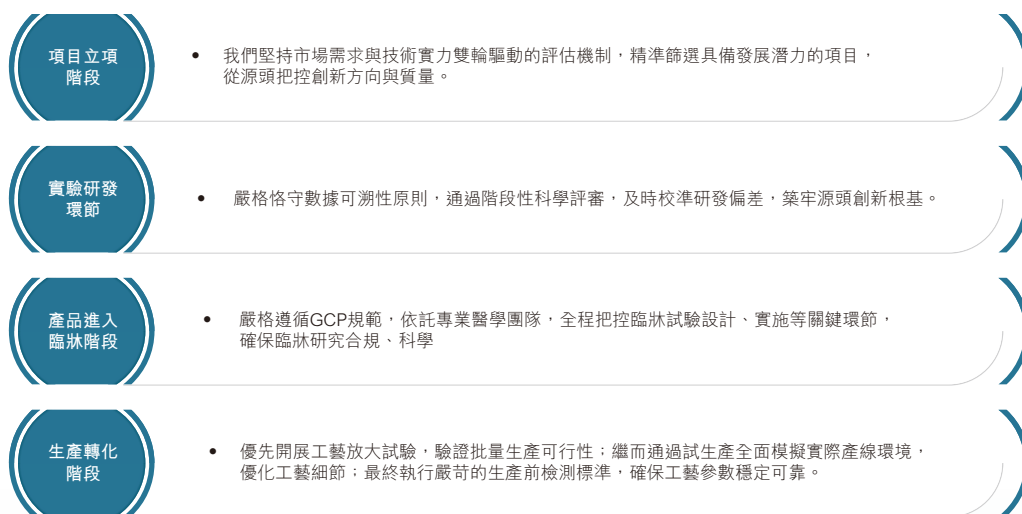 項目立項
階段
• 我們堅持市場需求與技術實力雙輪驅動的評估機制，精準篩選具備發展潛力的項目，
從源頭把控創新方向與質量。
實驗研發
環節
• 嚴格恪守數據可溯性原則，通過階段性科學評審，及時校準研發偏差，築牢源頭創新根基。
產品進入
臨牀階段
• 嚴格遵循GCP規範，依託專業醫學團隊，全程把控臨牀試驗設計、實施等關鍵環節，
確保臨牀研究合規、科學
生產轉化
階段
• 優先開展工藝放大試驗，驗證批量生產可行性；繼而通過試生產全面模擬實際產線環境，
優化工藝細節；最終執行嚴苛的生產前檢測標準，確保工藝參數穩定可靠。